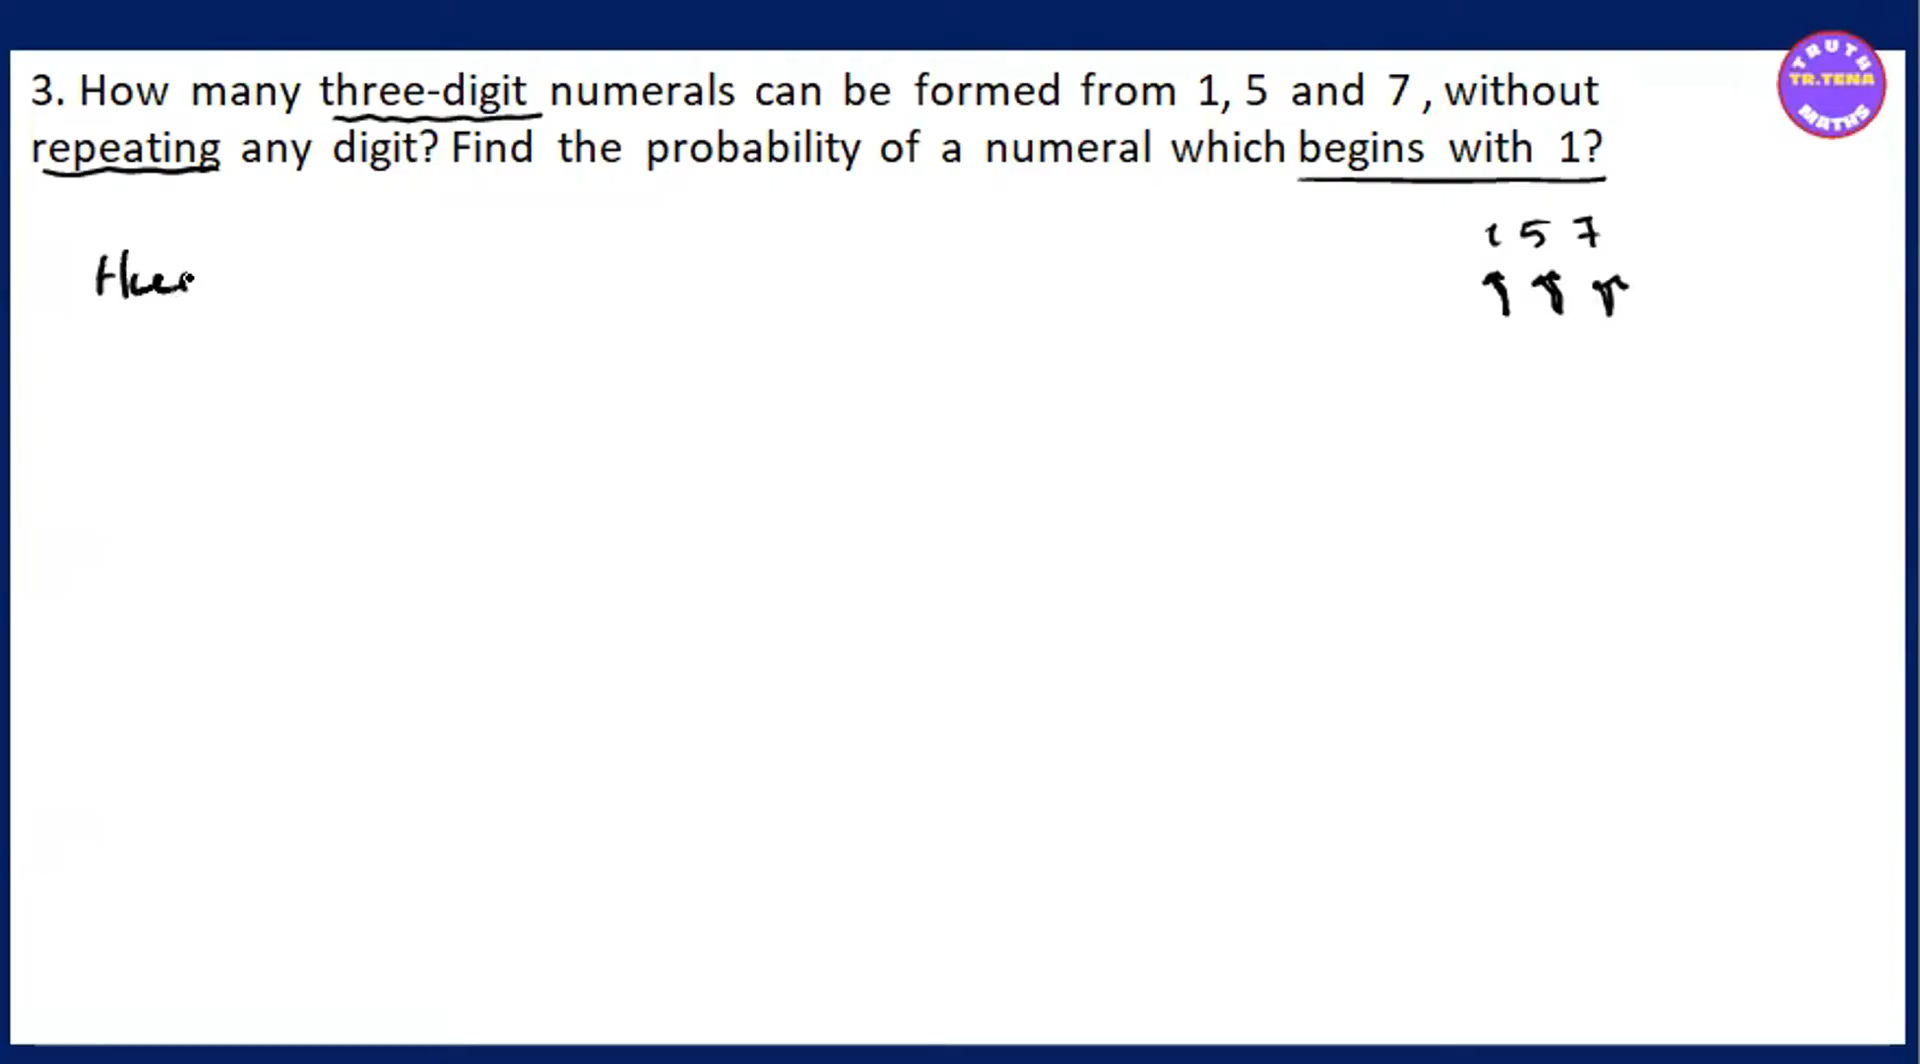 3. How many three-digit numerals can be formed from 1, 5 and 7 , without
repeating any digit? Find the probability of a numeral which begins with 1?
TRUTH
TR.TENA
MATHS
1 5 7